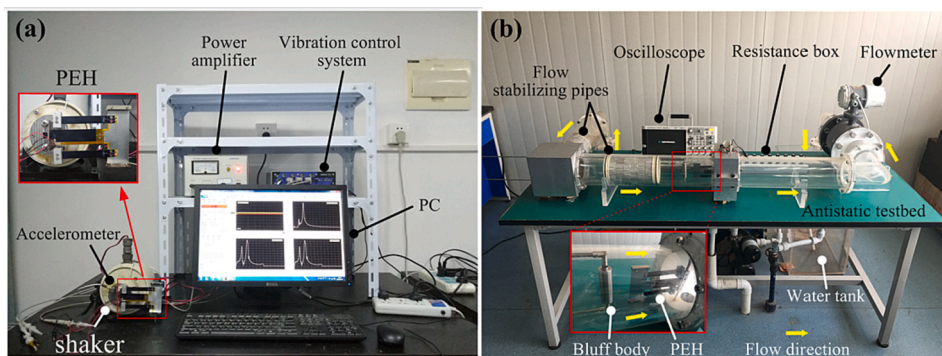 (a)
Power
amplifier
Vibration control
system
PEH
PC
Accelerometer
shaker
(b)
Oscilloscope
Resistance box
Flowmeter
Flow
stabilizing pipes
Antistatic testbed
Water tank
Bluff body
PEH
Flow direction